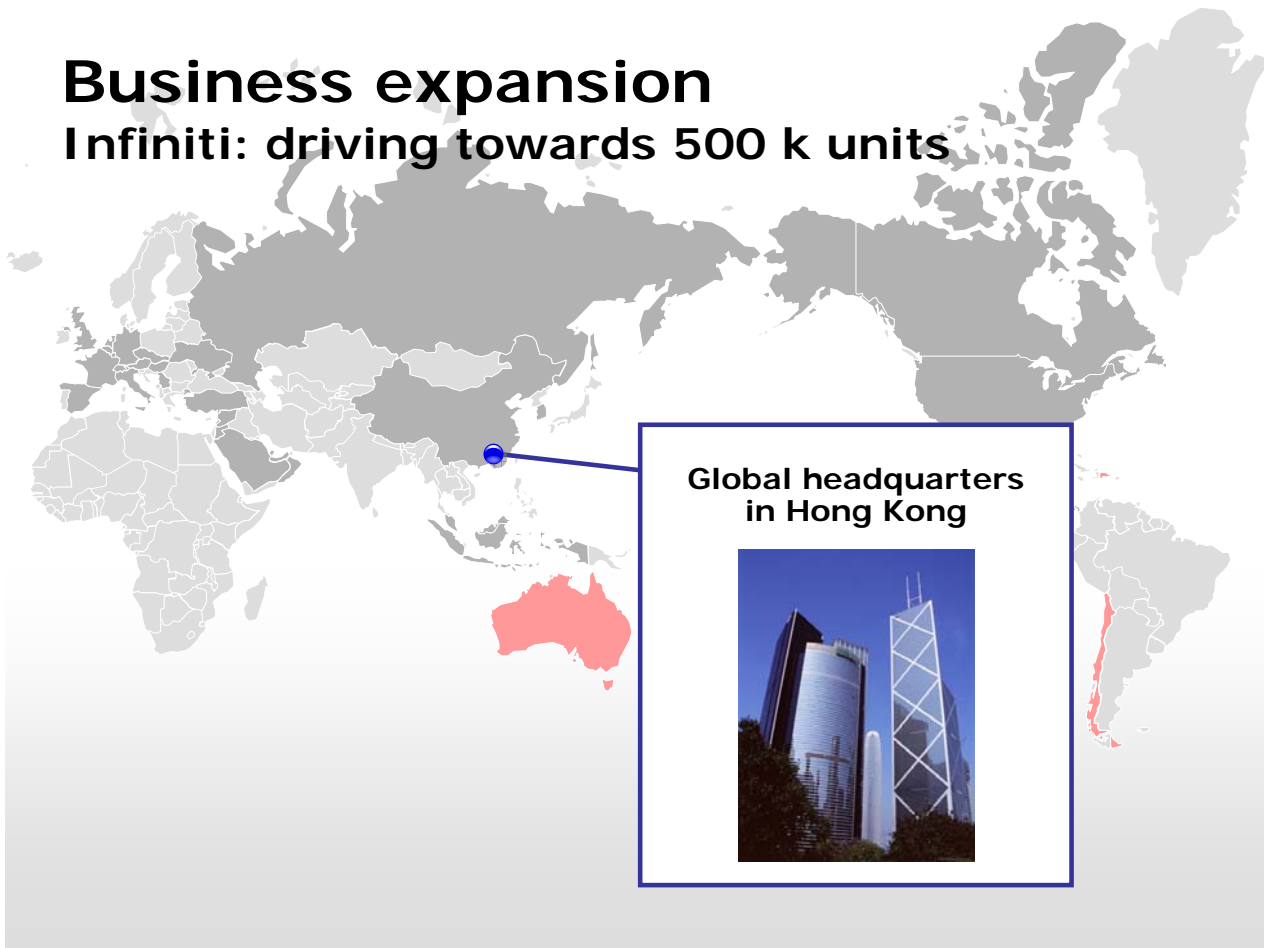 Business expansion
Infiniti: driving towards 500 k units
Global headquarters
in Hong Kong